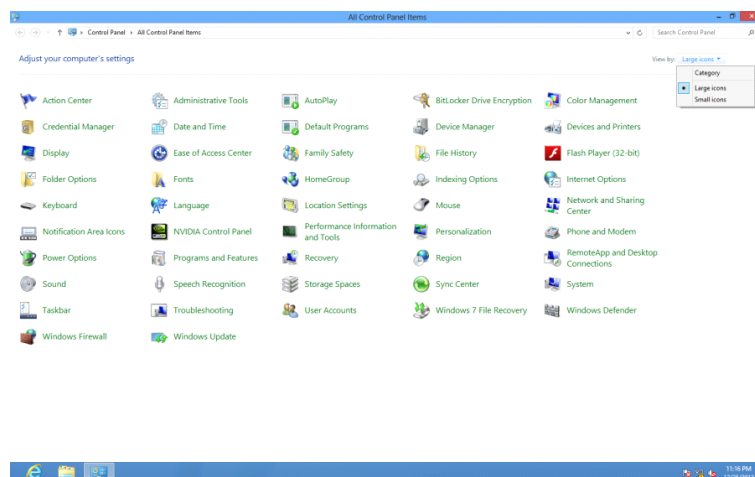 All Control Panel Items
Control Panel All Control Panel Items Search Control Panel
Adjust your computer's settings View by: Large icons
Category
Large icons
Small icons
Action Center Administrative Tools AutoPlay BitLocker Drive Encryption Color Management
Credential Manager Date and Time Default Programs Device Manager Devices and Printers
Display Ease of Access Center Family Safety File History Flash Player (32-bit)
Folder Options Fonts HomeGroup Indexing Options Internet Options
Keyboard Language Location Settings Mouse Network and Sharing
Center
Notification Area Icons NVIDIA Control Panel Performance Information
and Tools Personalization Phone and Modem
Power Options Programs and Features Recovery Region RemoteApp and Desktop
Connections
Sound Speech Recognition Storage Spaces Sync Center System
Taskbar Troubleshooting User Accounts Windows 7 File Recovery Windows Defender
Windows Firewall Windows Update
11:16 PM